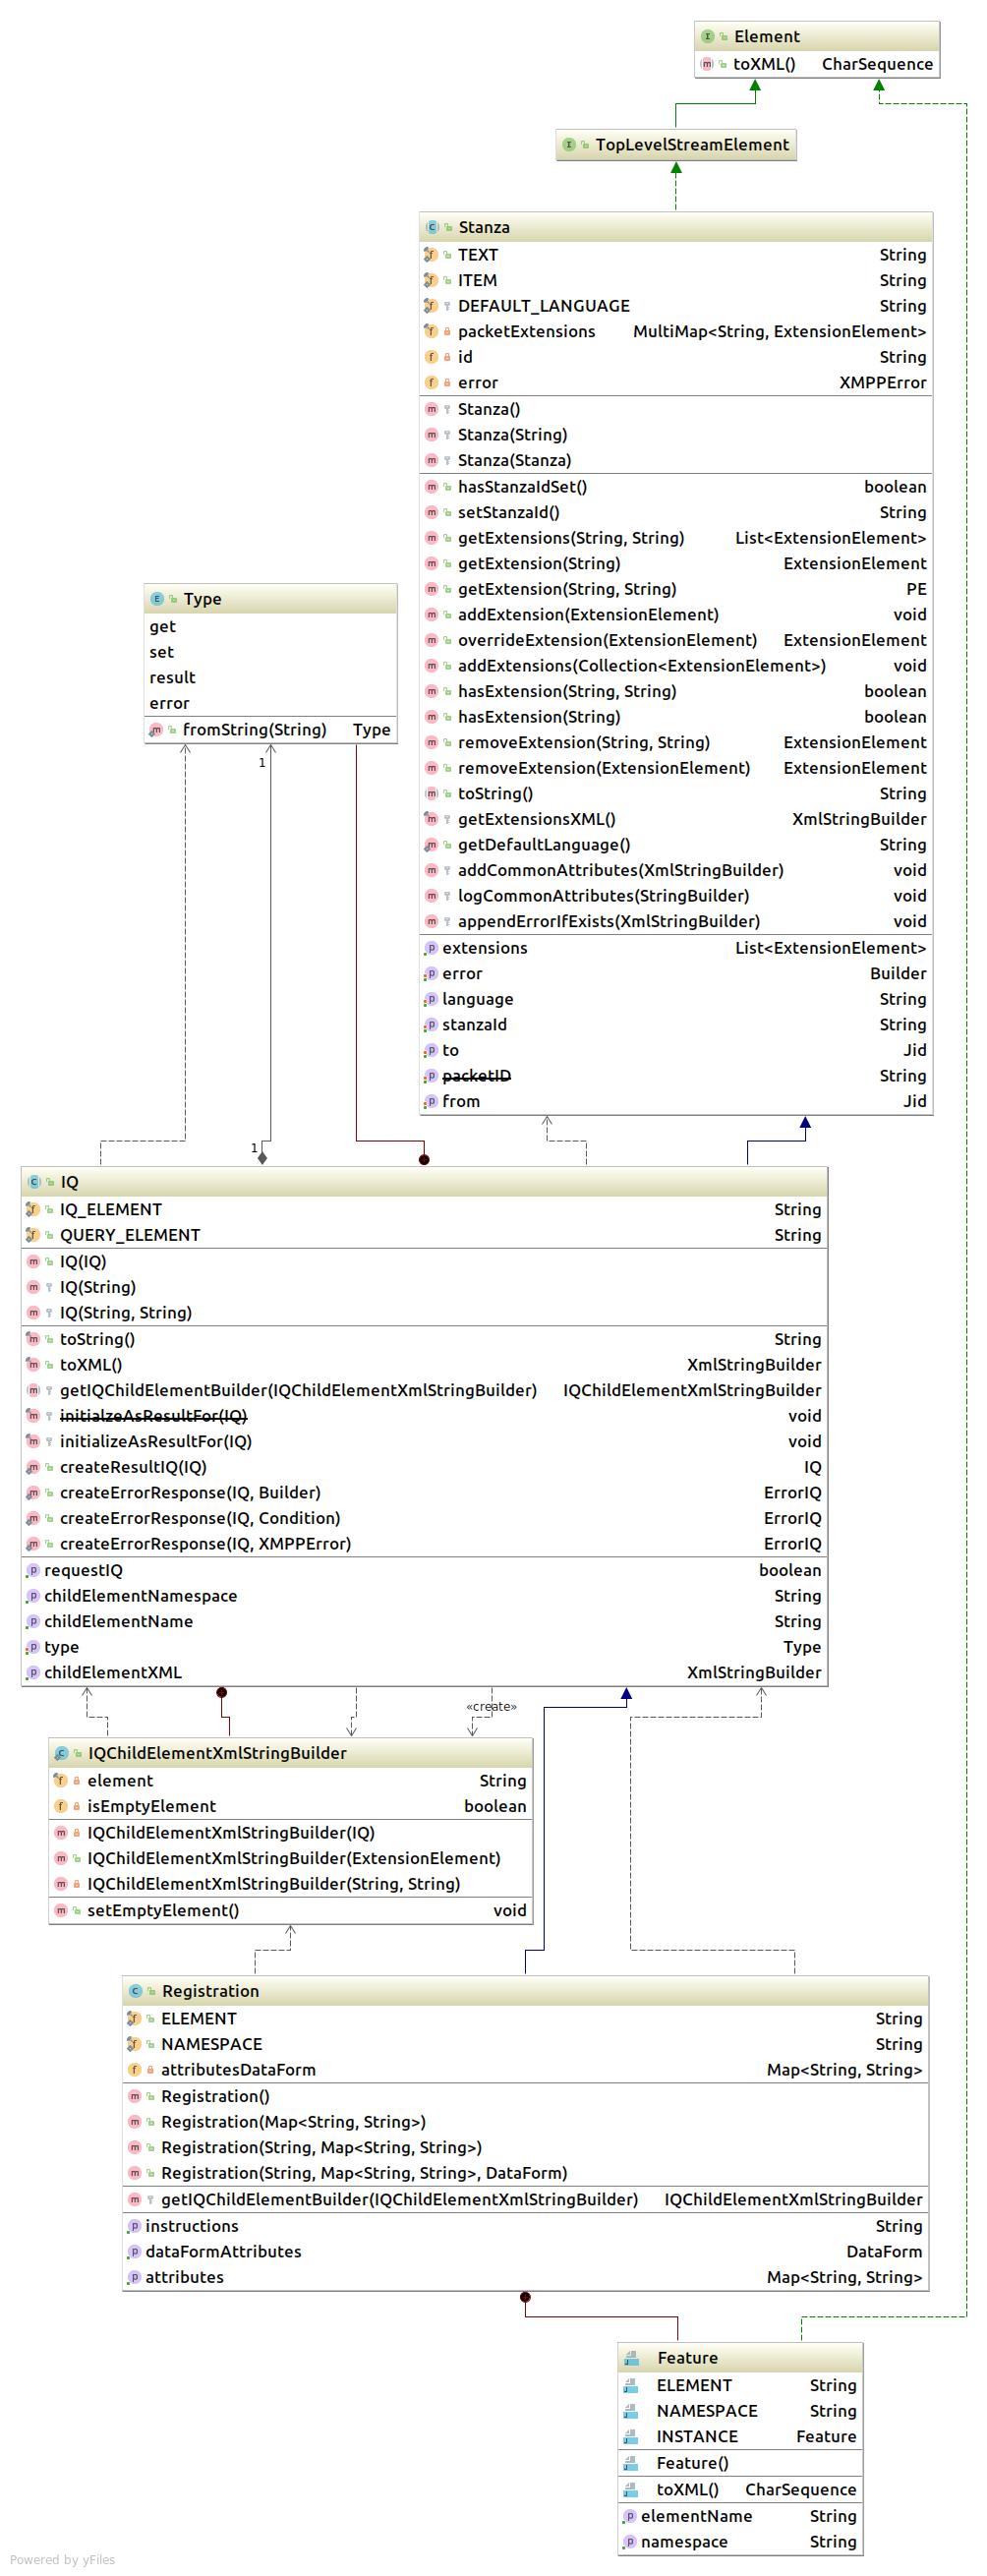 Element
toXML() CharSequence
TopLevelStreamElement
Stanza
TEXT String
ITEM String
DEFAULT_LANGUAGE String
packetExtensions MultiMap<String, ExtensionElement>
id String
error XMPPError
Stanza()
Stanza(String)
Stanza(Stanza)
hasStanzaIdSet() boolean
setStanzaId() String
getExtensions(String, String) List<ExtensionElement>
getExtension(String) ExtensionElement
getExtension(String, String) PE
addExtension(ExtensionElement) void
overrideExtension(ExtensionElement) ExtensionElement
addExtensions(Collection<ExtensionElement>) void
hasExtension(String, String) boolean
hasExtension(String) boolean
removeExtension(String, String) ExtensionElement
removeExtension(ExtensionElement) ExtensionElement
toString() String
getExtensionsXML() XmlStringBuilder
getDefaultLanguage() String
addCommonAttributes(XmlStringBuilder) void
logCommonAttributes(StringBuilder) void
appendErrorIfExists(XmlStringBuilder) void
extensions List<ExtensionElement>
error Builder
language String
stanzaId String
to Jid
packetID String
from Jid
Type
get
set
result
error
fromString(String) Type
1
1
IQ
IQ_ELEMENT String
QUERY_ELEMENT String
IQ(IQ)
IQ(String)
IQ(String, String)
toString() String
toXML() XmlStringBuilder
getIQChildElementBuilder(IQChildElementXmlStringBuilder) IQChildElementXmlStringBuilder
initialzeAsResultFor(IQ) void
initializeAsResultFor(IQ) void
createResultIQ(IQ) IQ
createErrorResponse(IQ, Builder) ErrorIQ
createErrorResponse(IQ, Condition) ErrorIQ
createErrorResponse(IQ, XMPPError) ErrorIQ
requestIQ boolean
childElementNamespace String
childElementName String
type Type
childElementXML XmlStringBuilder
«create»
IQChildElementXmlStringBuilder
element String
isEmptyElement boolean
IQChildElementXmlStringBuilder(IQ)
IQChildElementXmlStringBuilder(ExtensionElement)
IQChildElementXmlStringBuilder(String, String)
setEmptyElement() void
Registration
ELEMENT String
NAMESPACE String
attributesDataForm Map<String, String>
Registration()
Registration(Map<String, String>)
Registration(String, Map<String, String>)
Registration(String, Map<String, String>, DataForm)
getIQChildElementBuilder(IQChildElementXmlStringBuilder) IQChildElementXmlStringBuilder
instructions String
dataFormAttributes DataForm
attributes Map<String, String>
Feature
ELEMENT String
NAMESPACE String
INSTANCE Feature
Feature()
toXML() CharSequence
elementName String
namespace String
Powered by yFiles